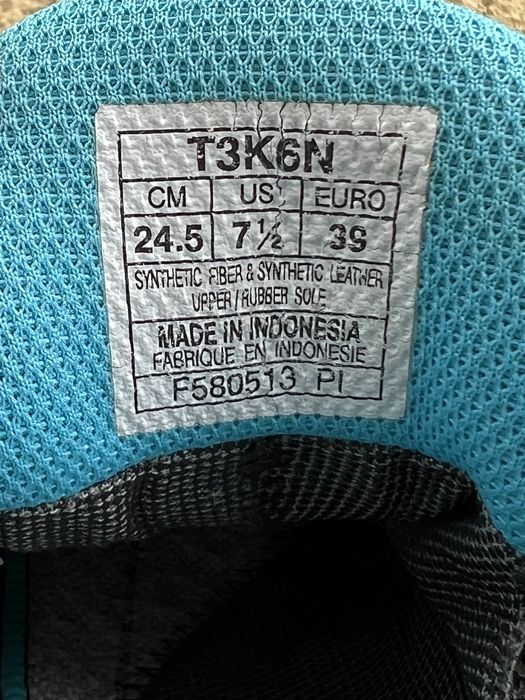 T3K6N
CM US EURO
24.5 7½ 39
SYNTHETIC FIBER & SYNTHETIC LEATHER
UPPER / RUBBER SOLE
MADE IN INDONESIA
FABRIQUE EN INDONESIE
F580513 PI